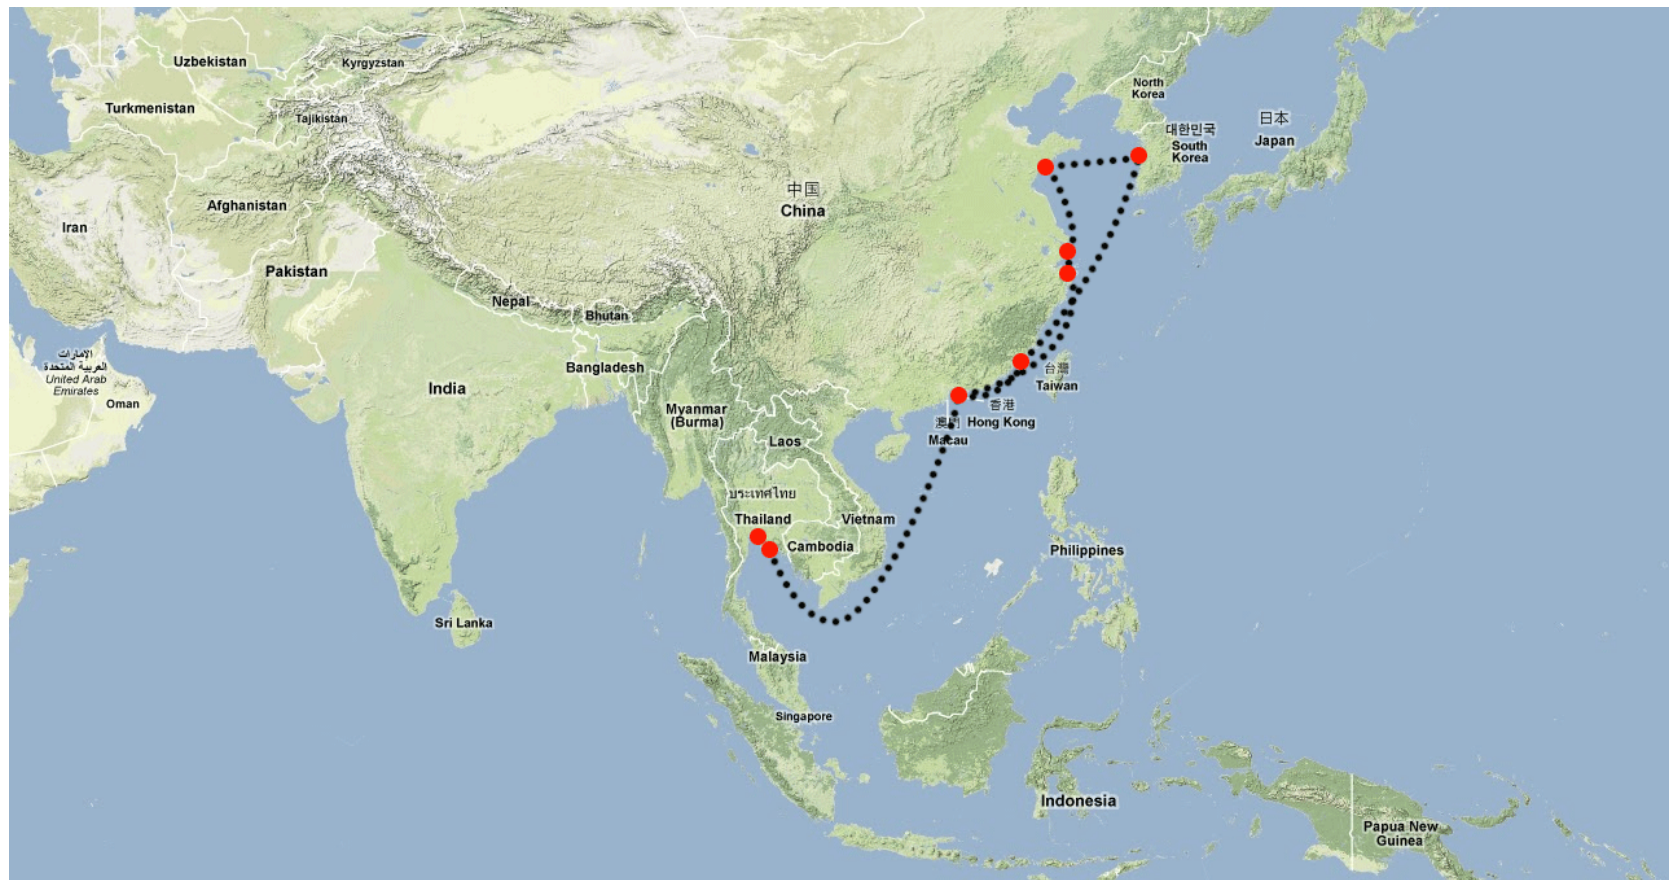 Uzbekistan
Kyrgyzstan
Turkmenistan
Tajikistan
North
Korea
日本
Japan
대한민국
South
Korea
中国
China
Afghanistan
Iran
Pakistan
Nepal
Bhutan
الإمارات
العربية المتحدة
United Arab
Emirates
Oman
India
Bangladesh
Myanmar
(Burma)
Laos
台灣
Taiwan
香港
Hong Kong
澳門
Macau
ประเทศไทย
Thailand
Vietnam
Cambodia
Philippines
Sri Lanka
Malaysia
Singapore
Indonesia
Papua New
Guinea